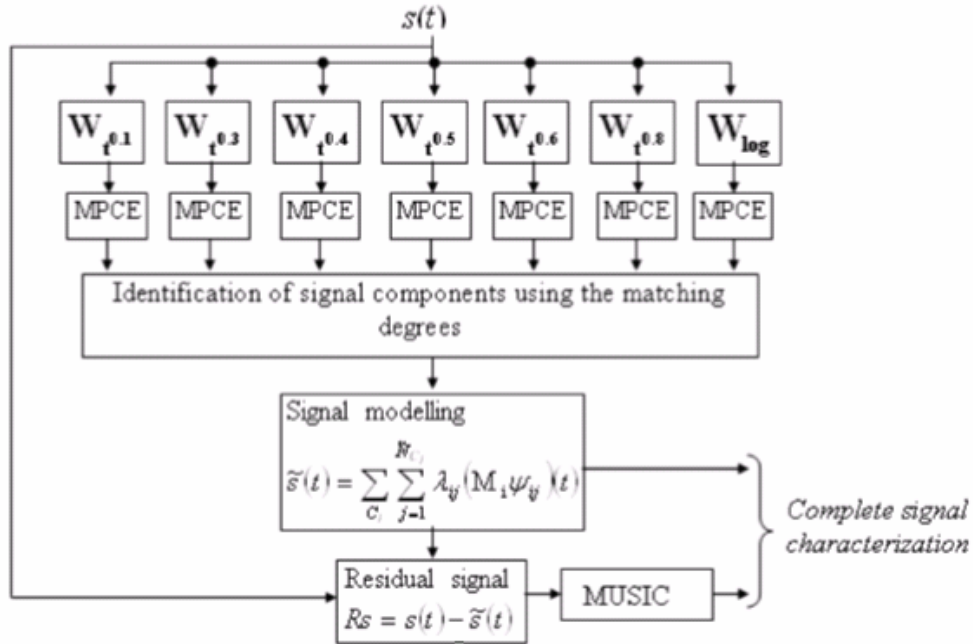 s(t)
W_t^0.1 W_t^0.3 W_t^0.4 W_t^0.5 W_t^0.6 W_t^0.8 W_log
MPCE MPCE MPCE MPCE MPCE MPCE MPCE
Identification of signal components using the matching
degrees
Signal modelling
s̃(t) = ∑_{C_i} ∑_{j=1}^{N_{C_i}} λ_ij (M_i ψ_ij)(t)
Complete signal
characterization
Residual signal
Rs = s(t) − s̃(t)
MUSIC